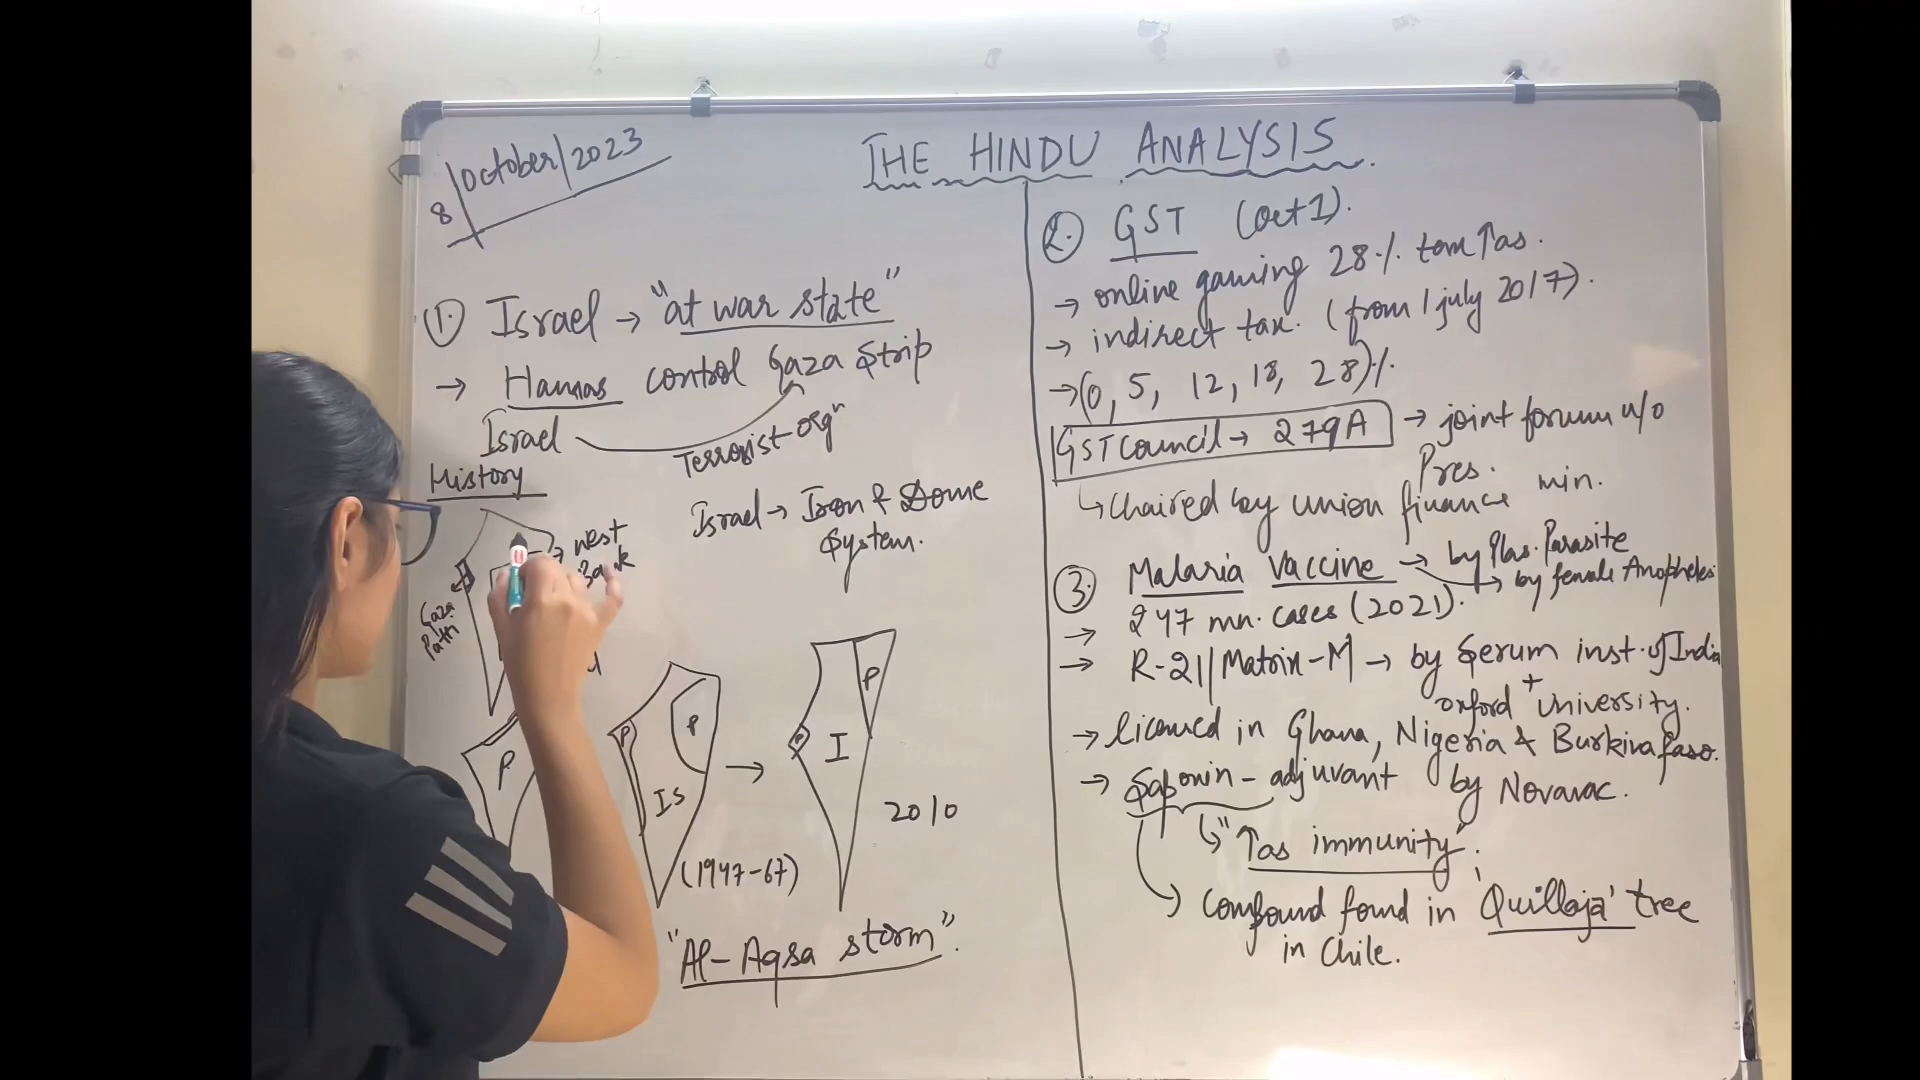 8/October/2023
THE HINDU ANALYSIS
1. Israel → "at war state"
→ Hamas control Gaza Strip
Israel
Terrorist orgn
History
Israel → Iron & Dome
System.
→ West
Bank
Gaza
Path
P
P
P
Is
(1947-67)
→
P
P
I
2010
"Al-Aqsa storm".
2. GST (Oct 1).
→ online gaming 28% tax ↑as.
→ indirect tax. (from 1 july 2017).
→ (0, 5, 12, 18, 28)%
GST Council → 279A → joint forum u/o
Pres.
↳ Chaired by union finance min.
3. Malaria Vaccine → by Plas. Parasite
→ by female Anopheles
→ 247 mn. cases (2021).
→ R-21//Matrix-M → by Serum inst. of India
+
oxford University.
→ licenced in Ghana, Nigeria & Burkina faso.
→ Saponin - adjuvant by Novavac.
↳ "↑as immunity".
→ Compound found in 'Quillaja' tree
in Chile.